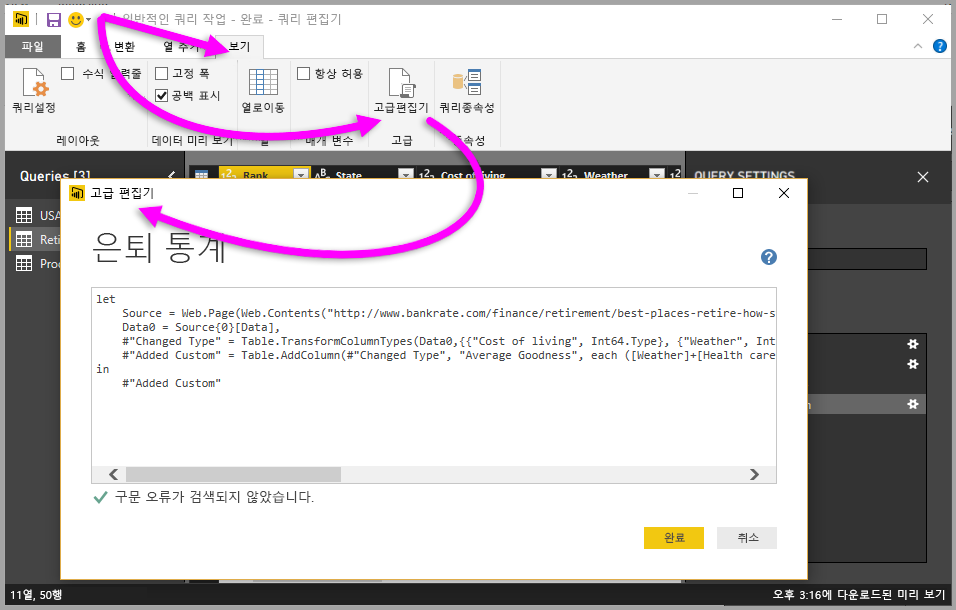 일반적인 쿼리 작업 - 완료 - 쿼리 편집기
파일 홈 변환 열 추가 보기
쿼리설정
수식 입력줄
레이아웃
고정 폭
공백 표시
데이터 미리 보기
열로이동
열
항상 허용
매개 변수
고급편집기
고급
쿼리종속성
종속성
Queries [3]
USA
Reti
Proc
Rank State Cost of living Weather
QUERY SETTINGS
고급 편집기
은퇴 통계
let
Source = Web.Page(Web.Contents("http://www.bankrate.com/finance/retirement/best-places-retire-how-s
Data0 = Source{0}[Data],
#"Changed Type" = Table.TransformColumnTypes(Data0,{{"Cost of living", Int64.Type}, {"Weather", Int
#"Added Custom" = Table.AddColumn(#"Changed Type", "Average Goodness", each ([Weather]+[Health care
in
#"Added Custom"
구문 오류가 검색되지 않았습니다.
완료 취소
11열, 50행
오후 3:16에 다운로드된 미리 보기